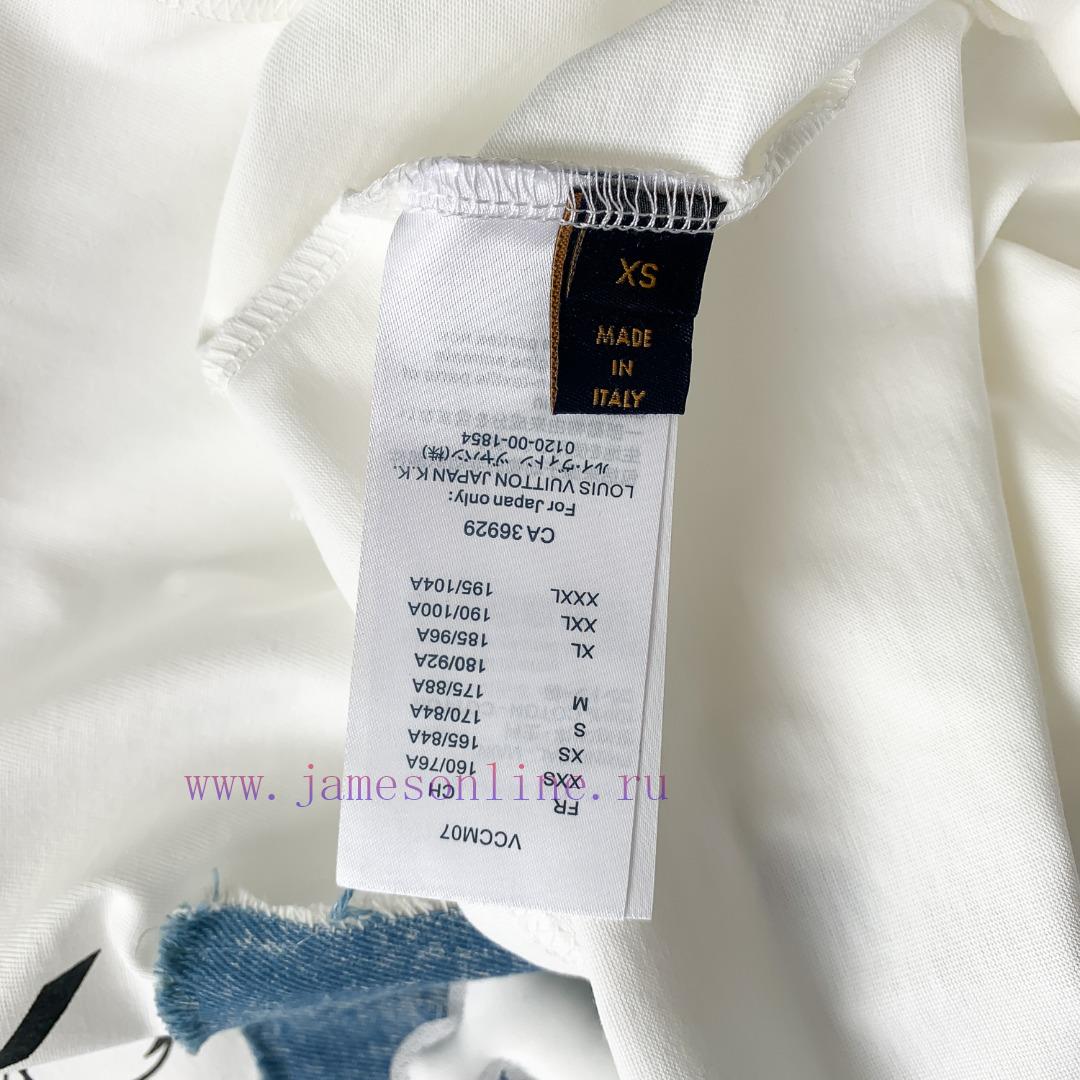 XS
MADE
IN
ITALY
VCCM07
FR CH
XXS 160/76A
XS 165/84A
S 170/84A
M 175/88A
180/92A
XL 185/96A
XXL 190/100A
XXXL 195/104A
CA 36929
For Japan only:
LOUIS VUITTON JAPAN K.K.
ルイ・ヴィトン ヅャパン(株)
0120-00-1854
www.jamesonline.ru